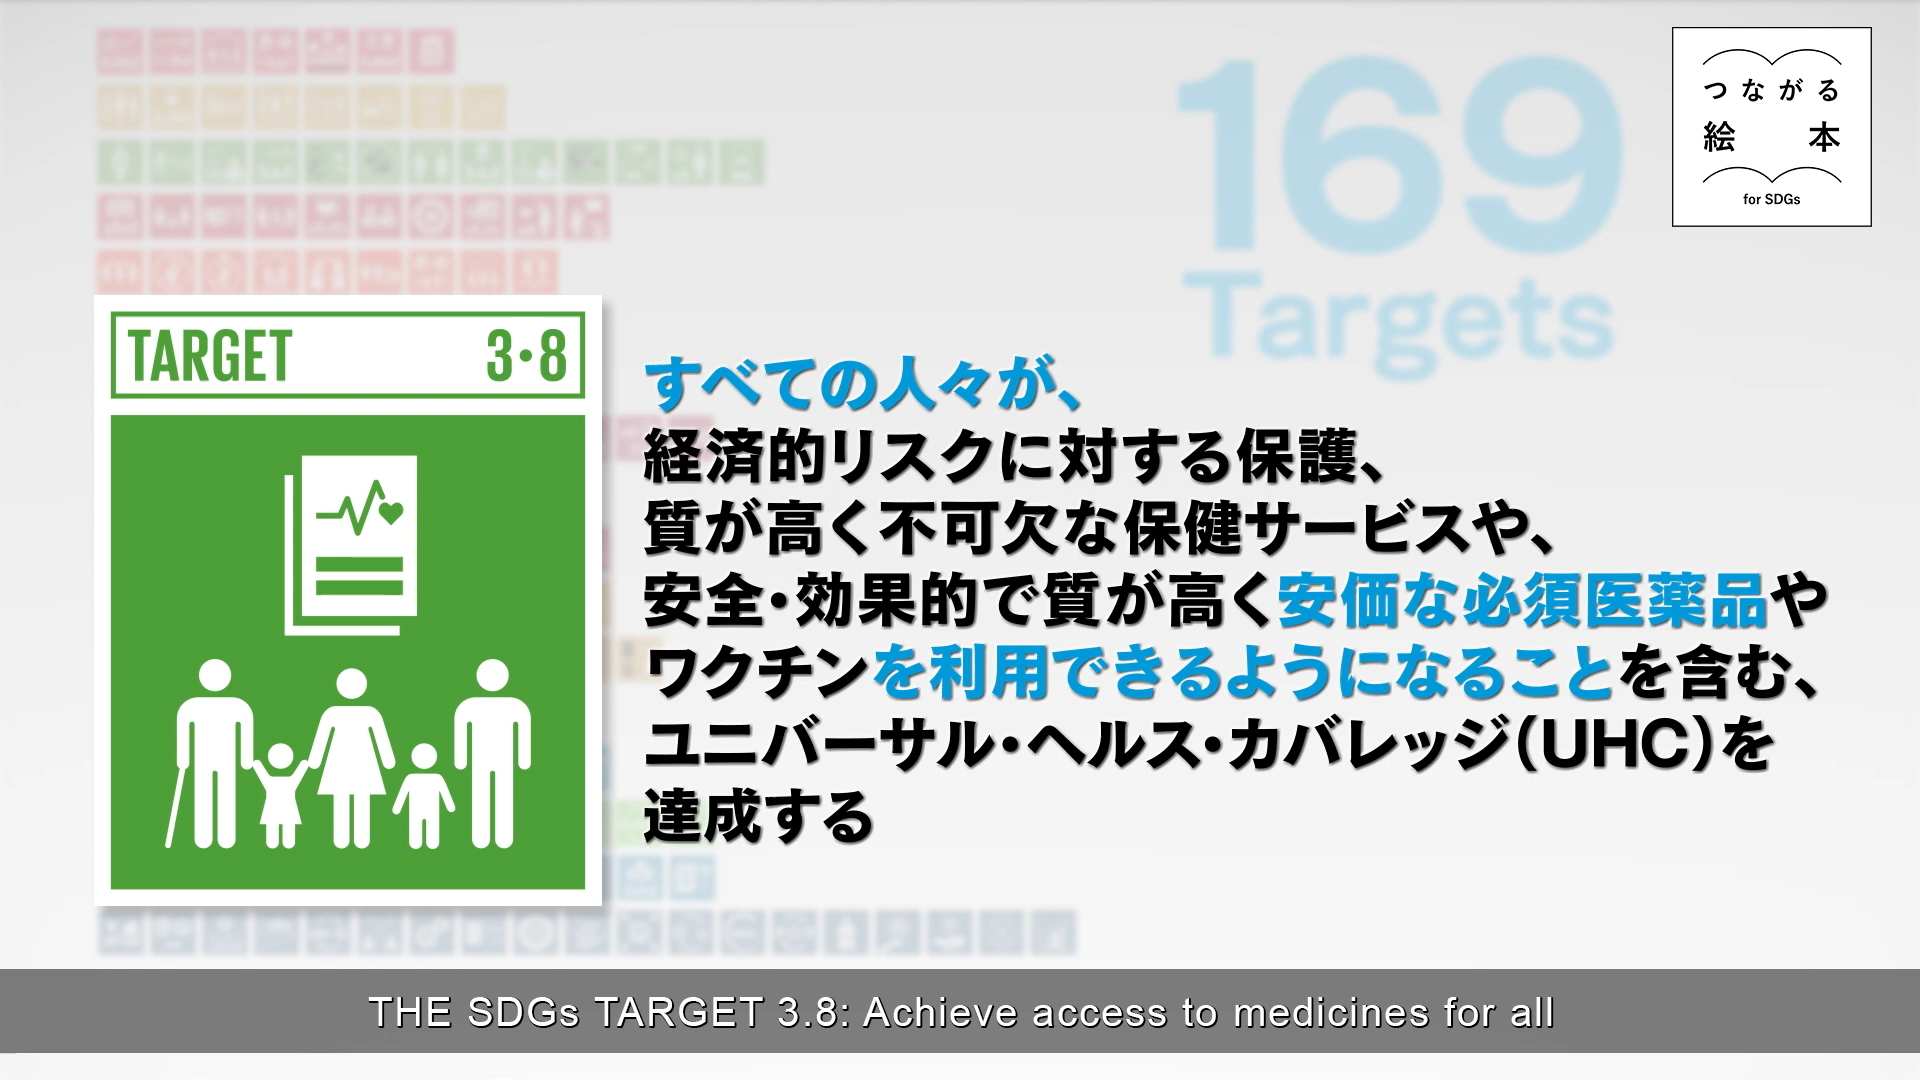 169
Targets
つながる
絵本
for SDGs
TARGET 3・8
すべての人々が、
経済的リスクに対する保護、
質が高く不可欠な保健サービスや、
安全・効果的で質が高く安価な必須医薬品や
ワクチンを利用できるようになることを含む、
ユニバーサル・ヘルス・カバレッジ(UHC)を
達成する
THE SDGs TARGET 3.8: Achieve access to medicines for all